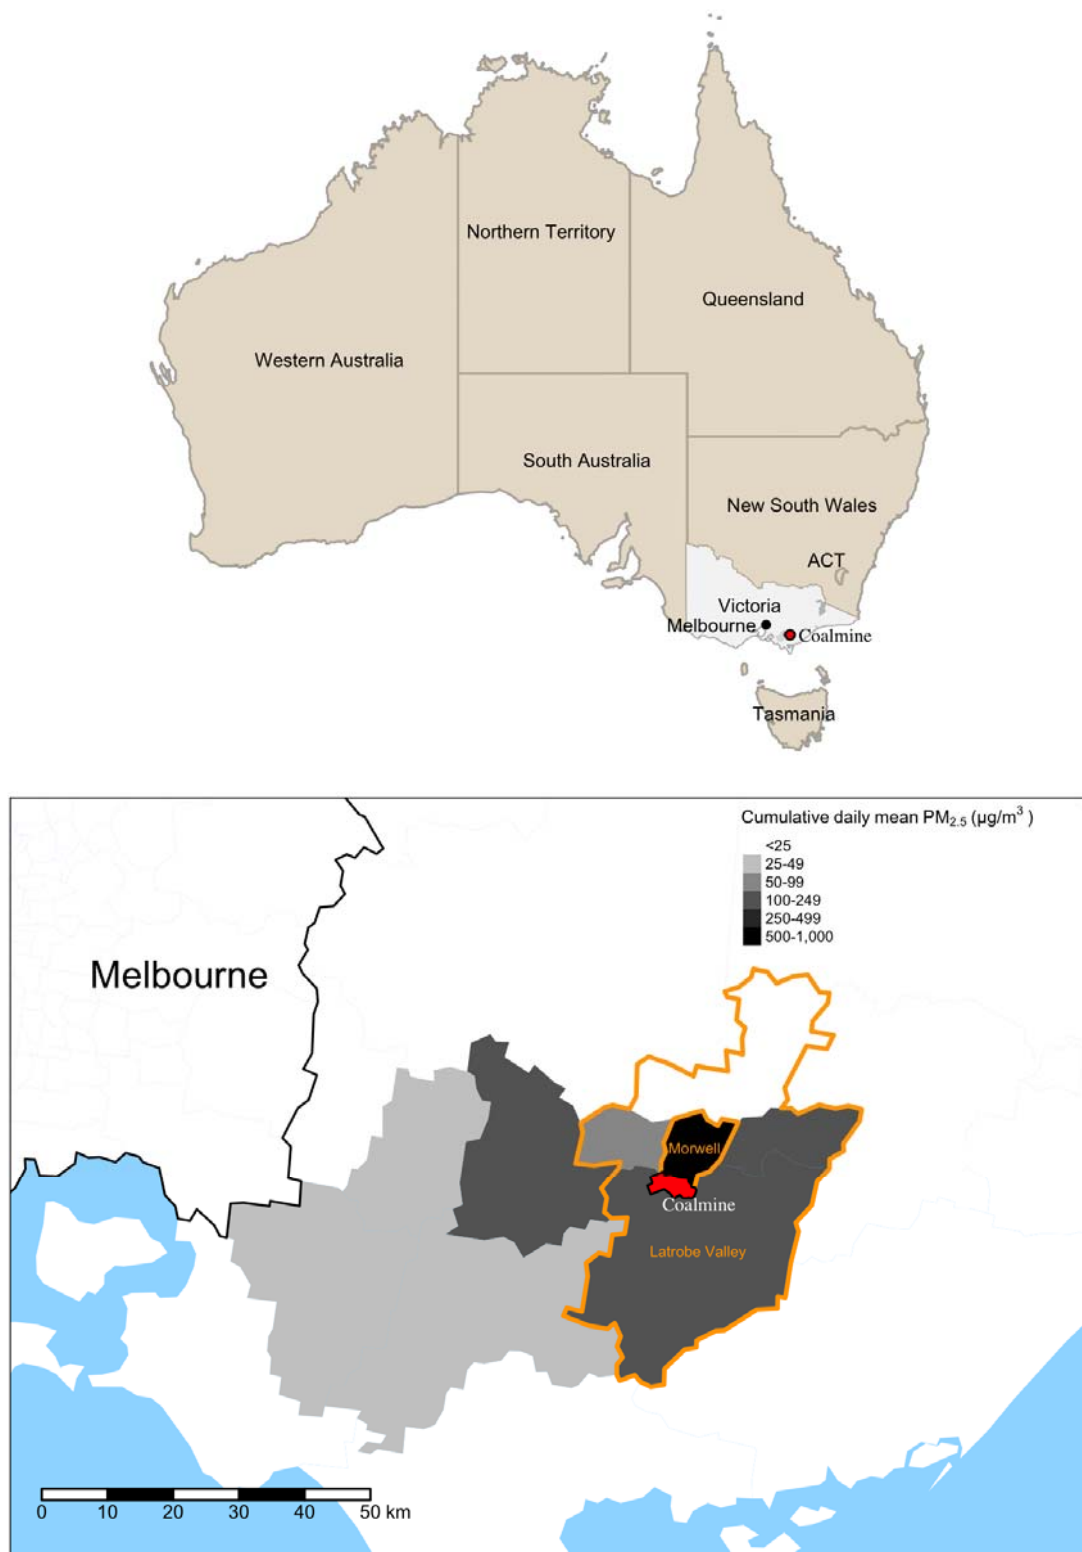 Northern Territory
Queensland
Western Australia
South Australia
New South Wales
ACT
Victoria
Melbourne
Coalmine
Tasmania
Cumulative daily mean PM2.5 (µg/m³ )
<25
25-49
50-99
100-249
250-499
500-1,000
Melbourne
Morwell
Coalmine
Latrobe Valley
0 10 20 30 40 50 km